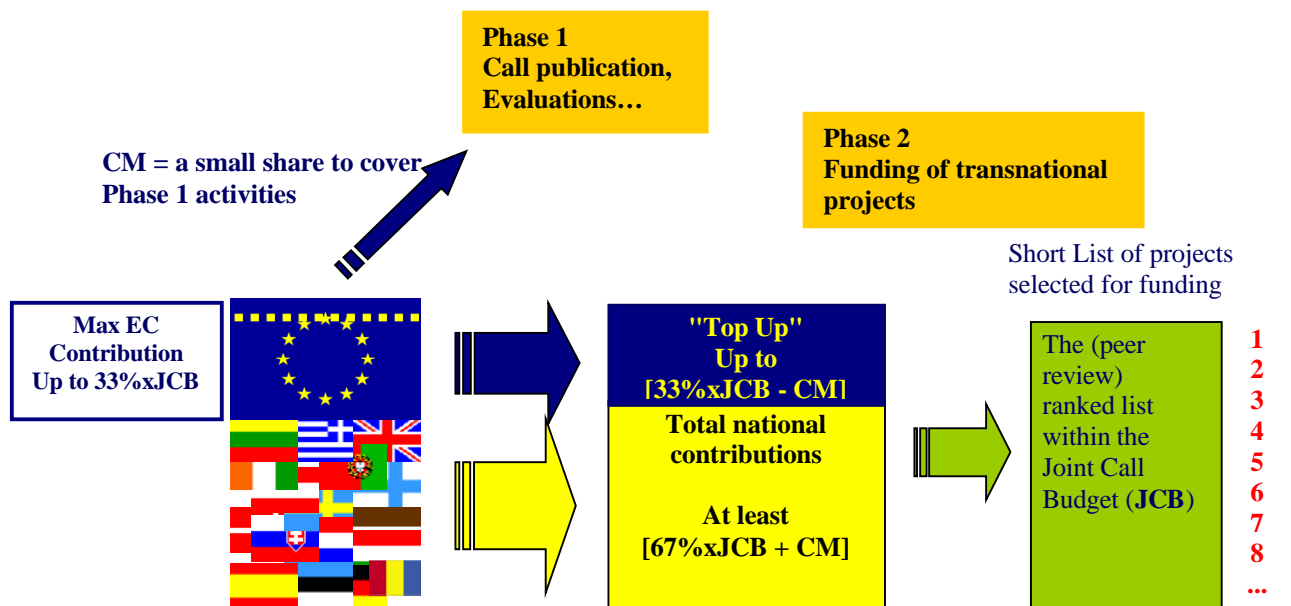 Phase 1
Call publication,
Evaluations…
CM = a small share to cover
Phase 1 activities
Phase 2
Funding of transnational
projects
Short List of projects
selected for funding
Max EC
Contribution
Up to 33%xJCB
"Top Up"
Up to
[33%xJCB - CM]
Total national
contributions
At least
[67%xJCB + CM]
The (peer
review)
ranked list
within the
Joint Call
Budget (JCB)
1
2
3
4
5
6
7
8
...